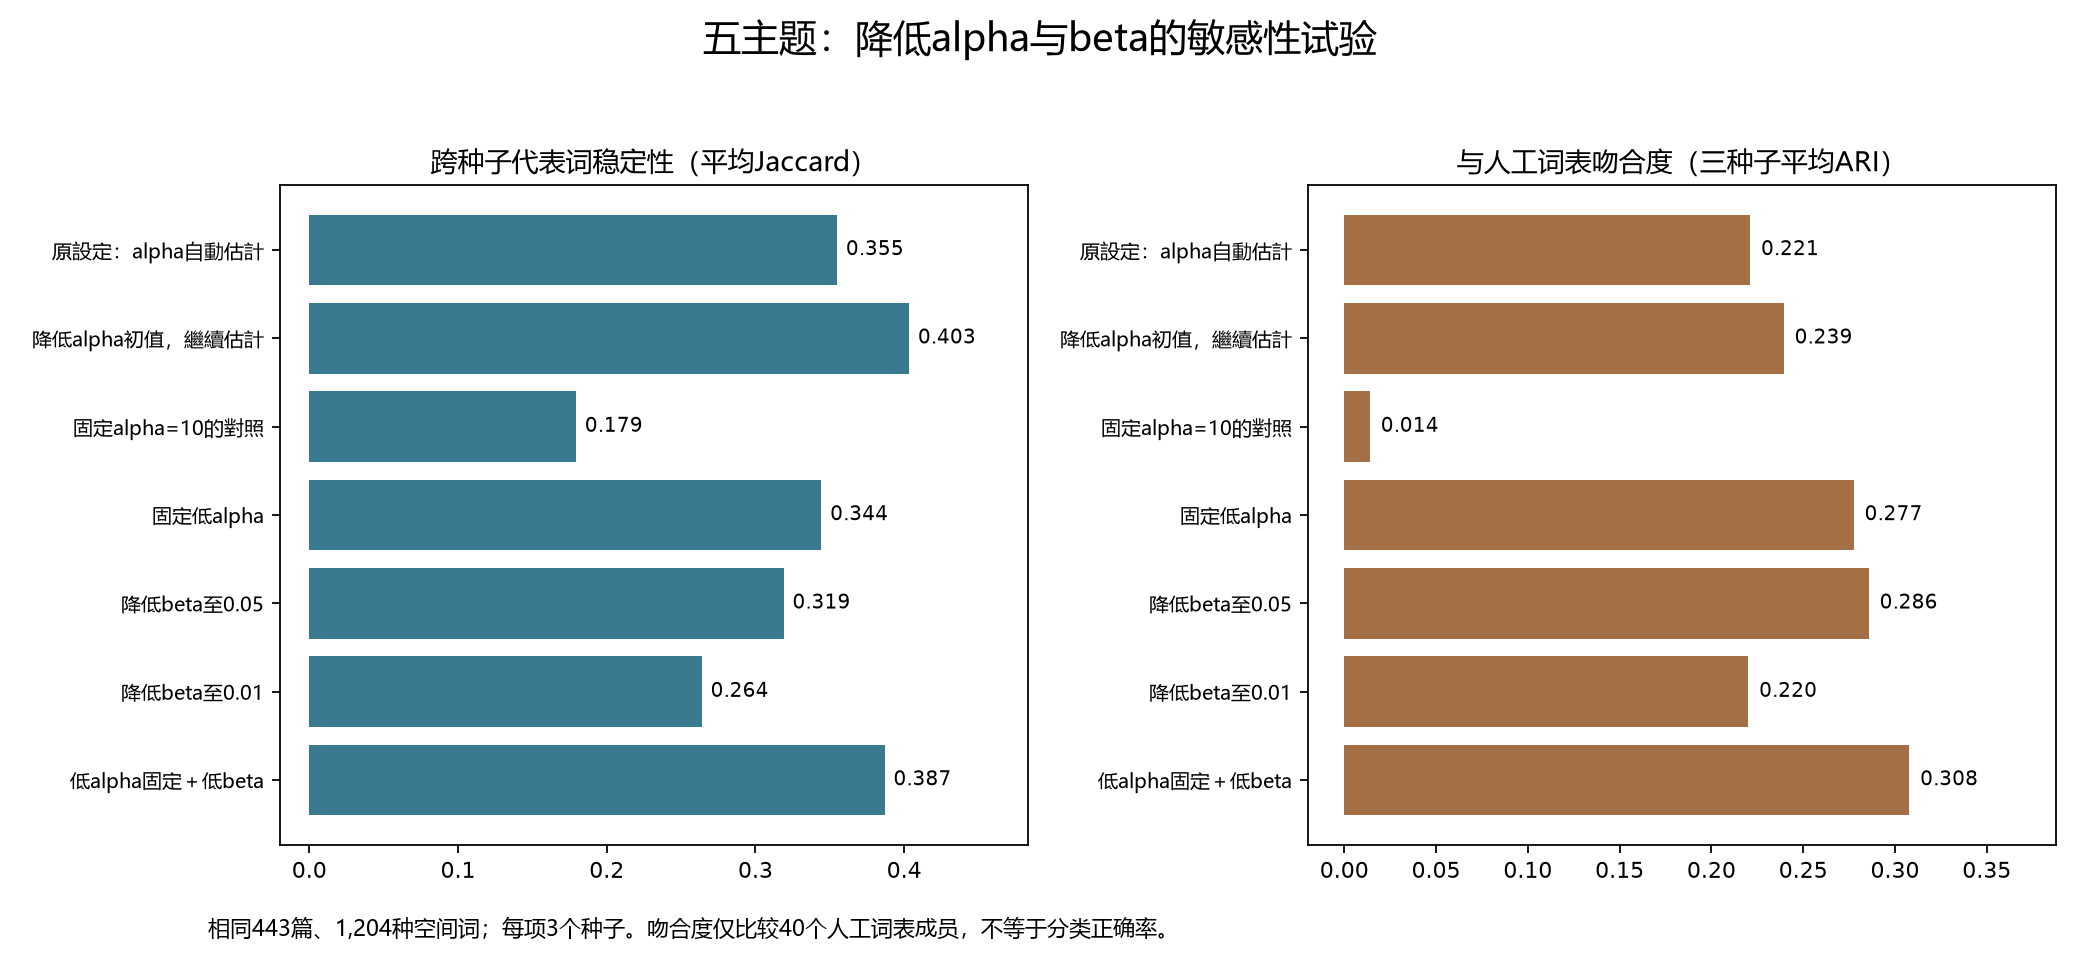 五主题：降低alpha与beta的敏感性试验
跨种子代表词稳定性（平均Jaccard）
原設定：alpha自動估計
0.355
降低alpha初值，繼續估計
0.403
固定alpha=10的對照
0.179
固定低alpha
0.344
降低beta至0.05
0.319
降低beta至0.01
0.264
低alpha固定＋低beta
0.387
0.0 0.1 0.2 0.3 0.4
与人工词表吻合度（三种子平均ARI）
原設定：alpha自動估計
0.221
降低alpha初值，繼續估計
0.239
固定alpha=10的對照
0.014
固定低alpha
0.277
降低beta至0.05
0.286
降低beta至0.01
0.220
低alpha固定＋低beta
0.308
0.00 0.05 0.10 0.15 0.20 0.25 0.30 0.35
相同443篇、1,204种空间词；每项3个种子。吻合度仅比较40个人工词表成员，不等于分类正确率。